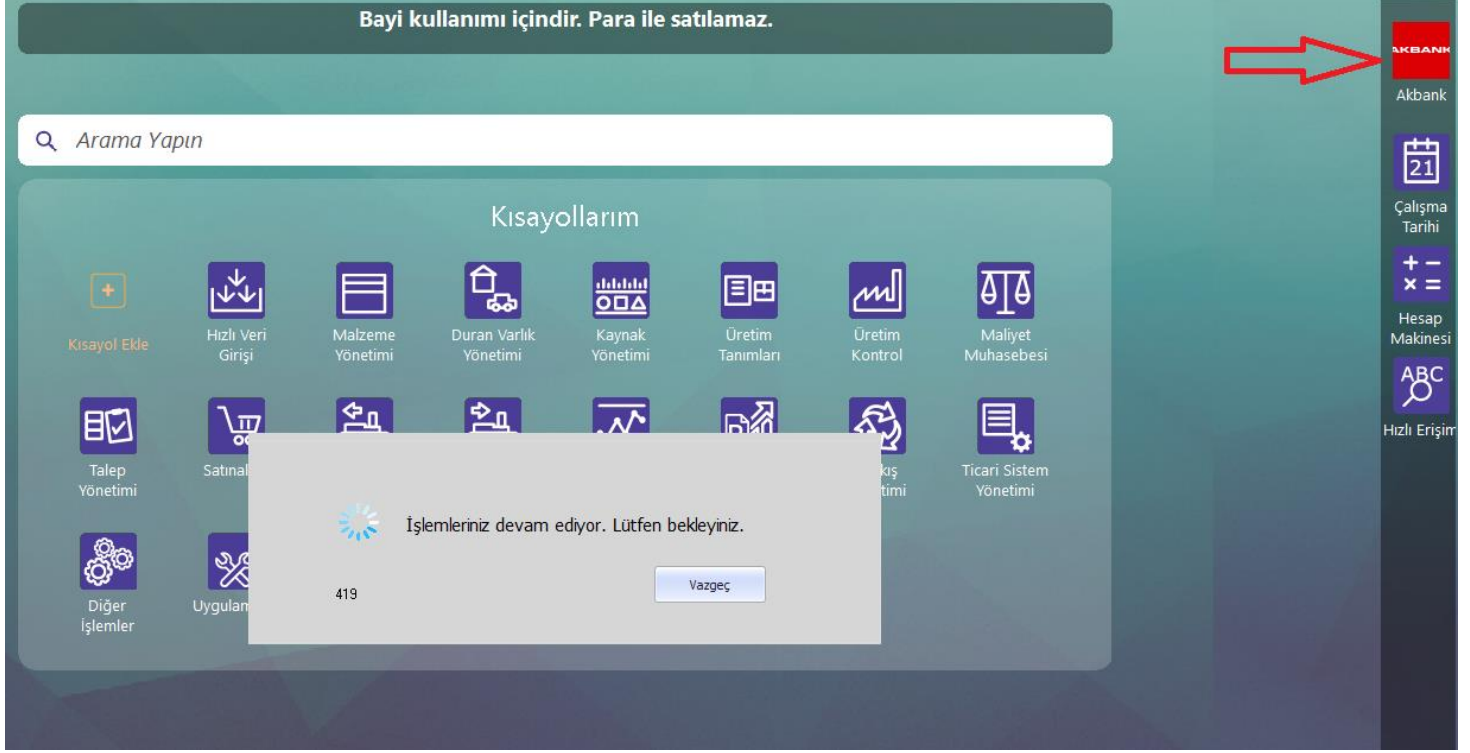 Bayi kullanımı içindir. Para ile satılamaz.
AKBANK
Akbank
Arama Yapın
21
Çalışma
Tarihi
Kısayollarım
Hesap
Makinesi
Kısayol Ekle
Hızlı Veri
Girişi
Malzeme
Yönetimi
Duran Varlık
Yönetimi
Kaynak
Yönetimi
Üretim
Tanımları
Üretim
Kontrol
Maliyet
Muhasebesi
ABC
Hızlı Erişim
Talep
Yönetimi
Ticari Sistem
Yönetimi
İşlemleriniz devam ediyor. Lütfen bekleyiniz.
419
Vazgeç
Diğer
İşlemler